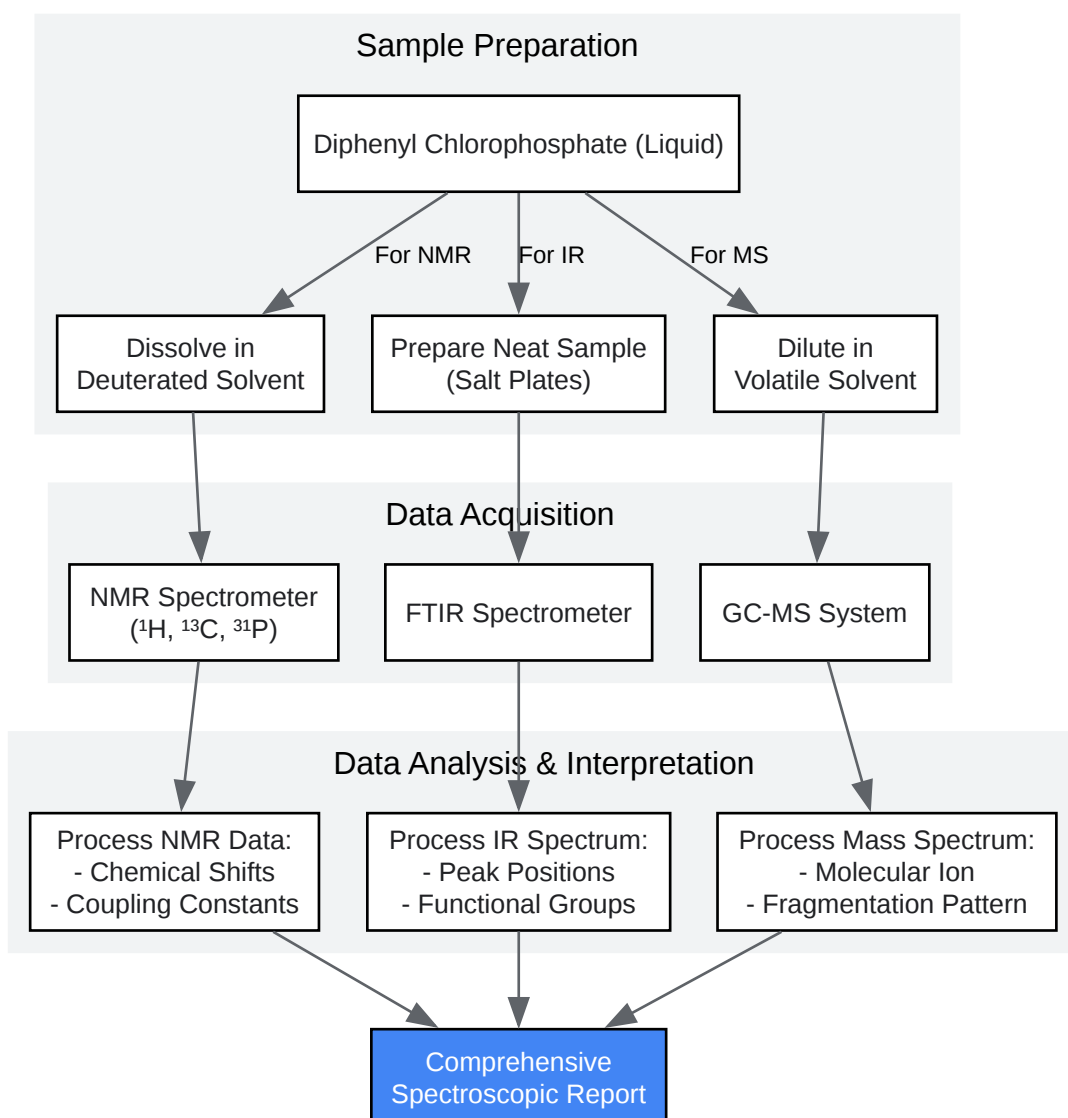 Sample Preparation
Diphenyl Chlorophosphate (Liquid)
For NMR
For IR
For MS
Dissolve in
Deuterated Solvent
Prepare Neat Sample
(Salt Plates)
Dilute in
Volatile Solvent
Data Acquisition
NMR Spectrometer
(¹H, ¹³C, ³¹P)
FTIR Spectrometer
GC-MS System
Data Analysis & Interpretation
Process NMR Data:
- Chemical Shifts
- Coupling Constants
Process IR Spectrum:
- Peak Positions
- Functional Groups
Process Mass Spectrum:
- Molecular Ion
- Fragmentation Pattern
Comprehensive
Spectroscopic Report